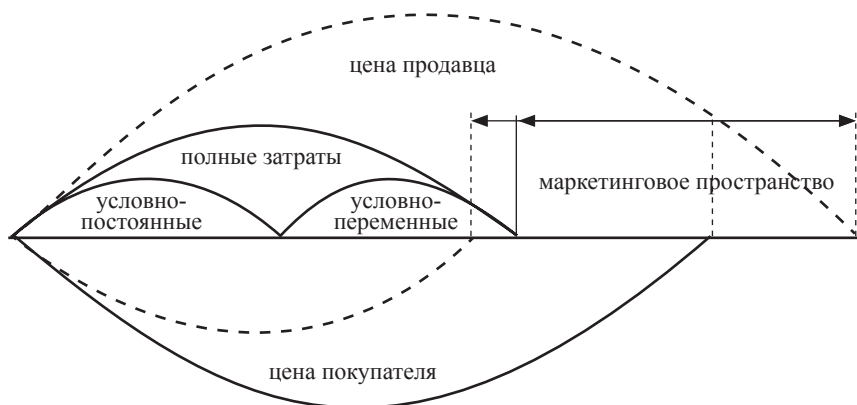 цена продавца
полные затраты
маркетинговое пространство
условно-
постоянные
условно-
переменные
цена покупателя